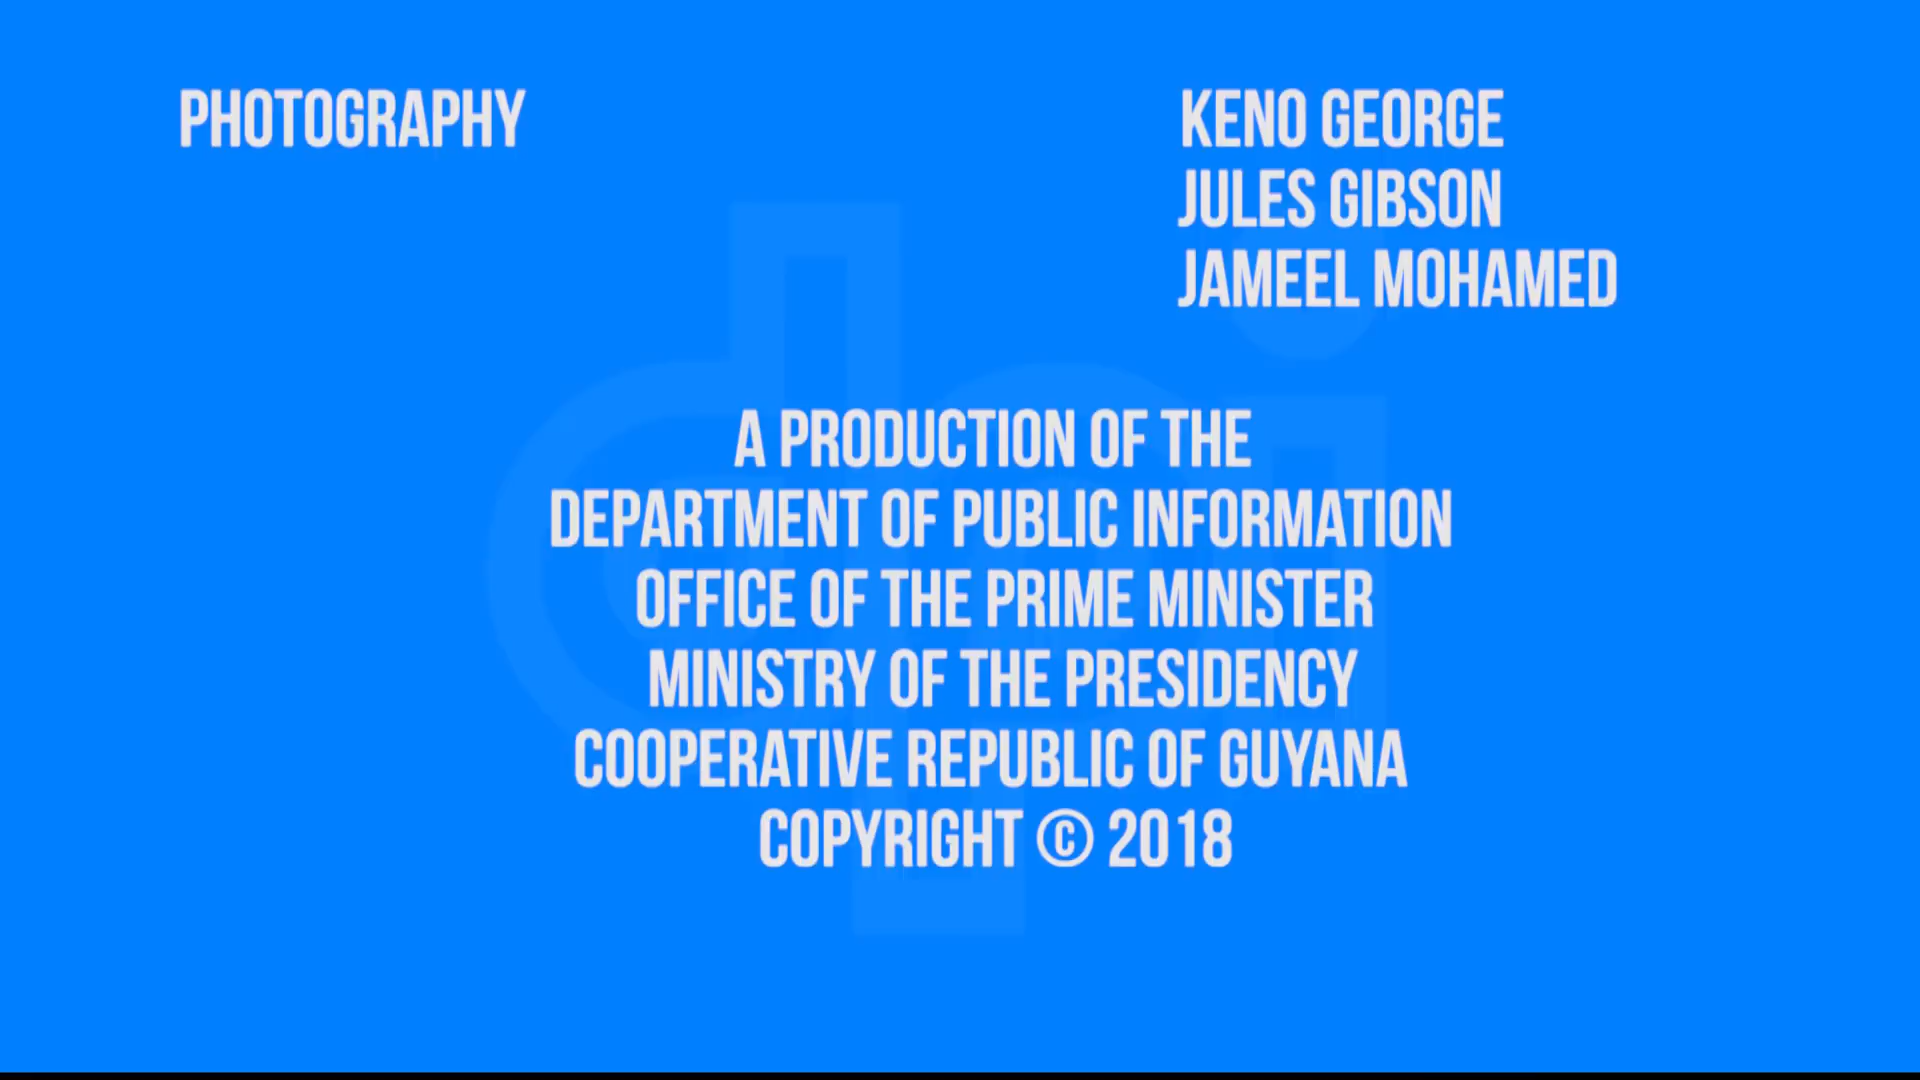 PHOTOGRAPHY KENO GEORGE
JULES GIBSON
JAMEEL MOHAMED
A PRODUCTION OF THE
DEPARTMENT OF PUBLIC INFORMATION
OFFICE OF THE PRIME MINISTER
MINISTRY OF THE PRESIDENCY
COOPERATIVE REPUBLIC OF GUYANA
COPYRIGHT © 2018
dpi